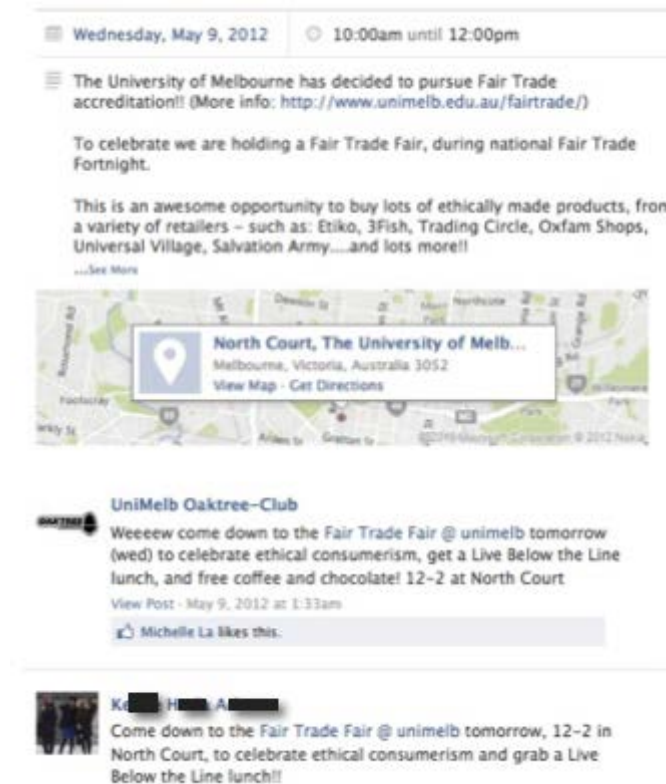 Wednesday, May 9, 2012
10:00am until 12:00pm
The University of Melbourne has decided to pursue Fair Trade
accreditation!! (More info: http://www.unimelb.edu.au/fairtrade/)
To celebrate we are holding a Fair Trade Fair, during national Fair Trade
Fortnight.
This is an awesome opportunity to buy lots of ethically made products, from
a variety of retailers – such as: Etiko, 3Fish, Trading Circle, Oxfam Shops,
Universal Village, Salvation Army....and lots more!!
...See More
North Court, The University of Melb...
Melbourne, Victoria, Australia 3052
View Map · Get Directions
Footscray
Northcote
Park
Grattan St
UniMelb Oaktree-Club
OAKTREE
Weeeew come down to the Fair Trade Fair @ unimelb tomorrow
(wed) to celebrate ethical consumerism, get a Live Below the Line
lunch, and free coffee and chocolate! 12-2 at North Court
View Post · May 9, 2012 at 1:33am
Michelle La likes this.
Come down to the Fair Trade Fair @ unimelb tomorrow, 12-2 in
North Court, to celebrate ethical consumerism and grab a Live
Below the Line lunch!!